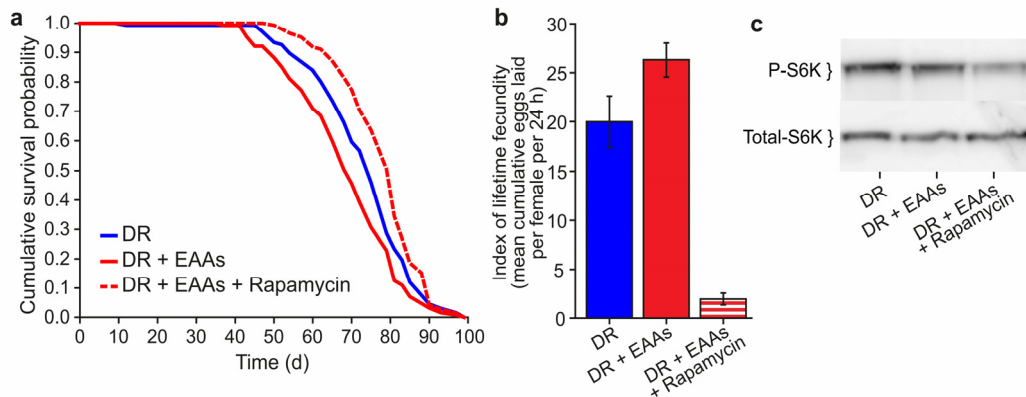 a
Cumulative survival probability
1.0
0.9
0.8
0.7
0.6
0.5
0.4
0.3
0.2
0.1
0.0
DR
DR + EAAs
DR + EAAs + Rapamycin
0 10 20 30 40 50 60 70 80 90 100
Time (d)
b
Index of lifetime fecundity
(mean cumulative eggs laid
per female per 24 h)
30
25
20
15
10
5
0
DR
DR + EAAs
DR + EAAs
+ Rapamycin
c
P-S6K }
Total-S6K }
DR
DR + EAAs
DR + EAAs
+ Rapamycin